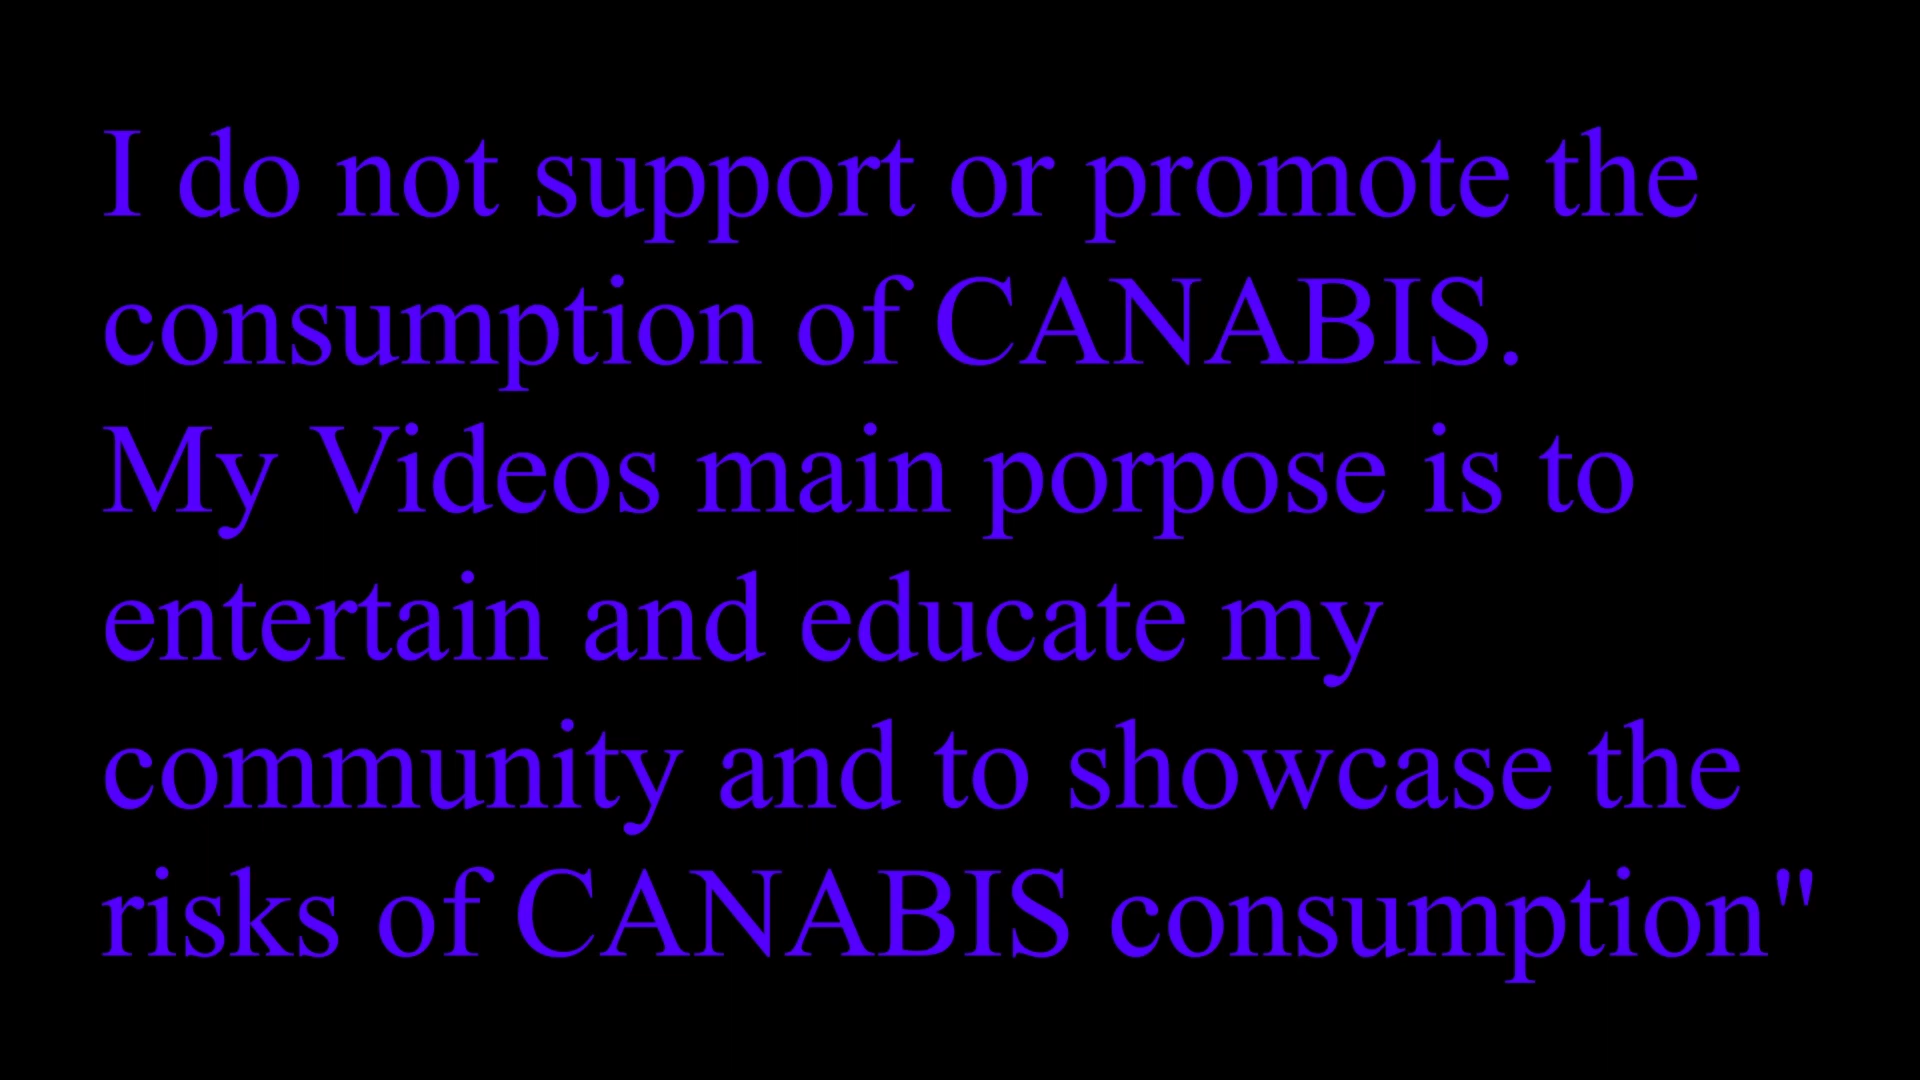 I do not support or promote the
consumption of CANABIS.
My Videos main porpose is to
entertain and educate my
community and to showcase the
risks of CANABIS consumption"